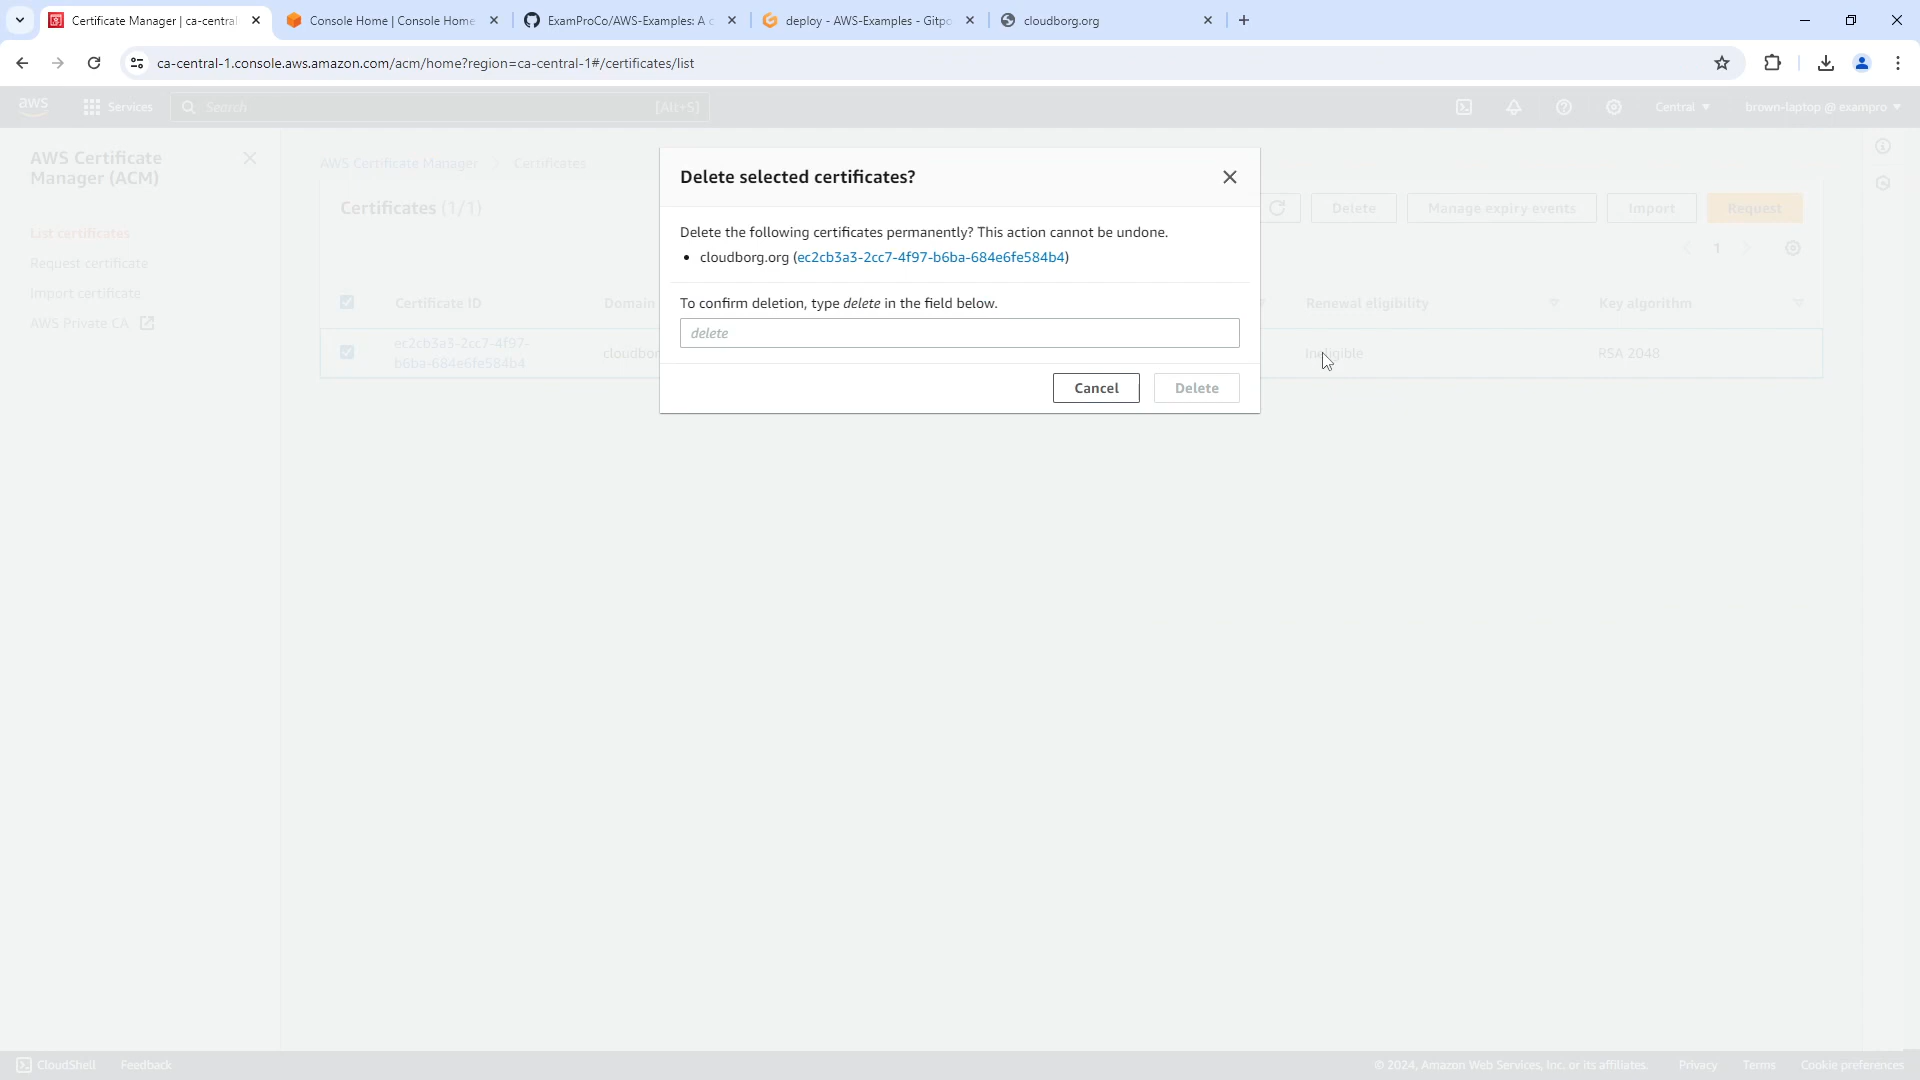 Certificate Manager | ca-central
Console Home | Console Home
ExamProCo/AWS-Examples: A c
deploy - AWS-Examples - Gitpo
cloudborg.org
ca-central-1.console.aws.amazon.com/acm/home?region=ca-central-1#/certificates/list
aws
Services
Search
[Alt+S]
Central
brown-laptop @ exampro
AWS Certificate
Manager (ACM)
List certificates
Request certificate
Import certificate
AWS Private CA
AWS Certificate Manager
Certificates
Certificates (1/1)
Delete
Manage expiry events
Import
Request
1
Certificate ID
Domain
Renewal eligibility
Key algorithm
ec2cb3a3-2cc7-4f97-
b6ba-684e6fe584b4
cloudbor
Ineligible
RSA 2048
Delete selected certificates?
Delete the following certificates permanently? This action cannot be undone.
• cloudborg.org (ec2cb3a3-2cc7-4f97-b6ba-684e6fe584b4)
To confirm deletion, type delete in the field below.
delete
Cancel
Delete
CloudShell
Feedback
© 2024, Amazon Web Services, Inc. or its affiliates.
Privacy
Terms
Cookie preferences